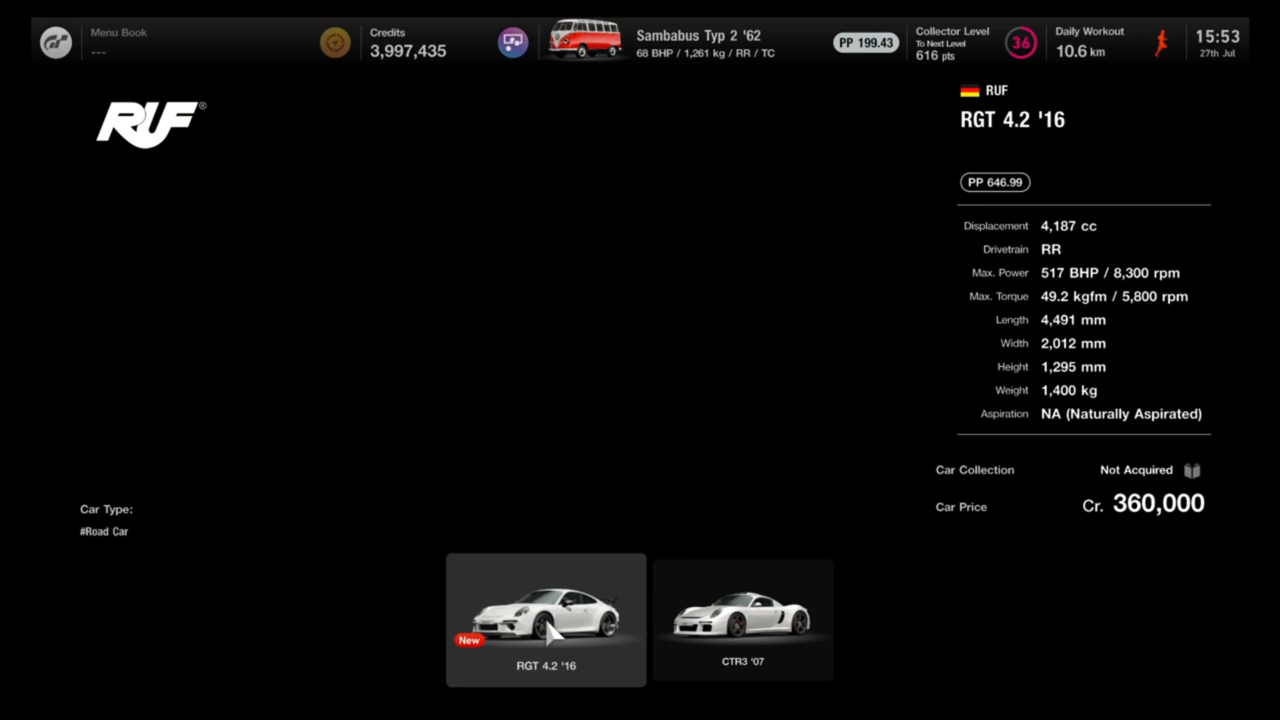 Menu Book
---
Credits
3,997,435
Sambabus Typ 2 '62
68 BHP / 1,261 kg / RR / TC
PP 199.43
Collector Level
To Next Level
616 pts
36
Daily Workout
10.6 km
15:53
27th Jul
RUF®
RUF
RGT 4.2 '16
PP 646.99
Displacement 4,187 cc
Drivetrain RR
Max. Power 517 BHP / 8,300 rpm
Max. Torque 49.2 kgfm / 5,800 rpm
Length 4,491 mm
Width 2,012 mm
Height 1,295 mm
Weight 1,400 kg
Aspiration NA (Naturally Aspirated)
Car Collection Not Acquired
Car Price Cr. 360,000
Car Type:
#Road Car
New
RGT 4.2 '16
CTR3 '07